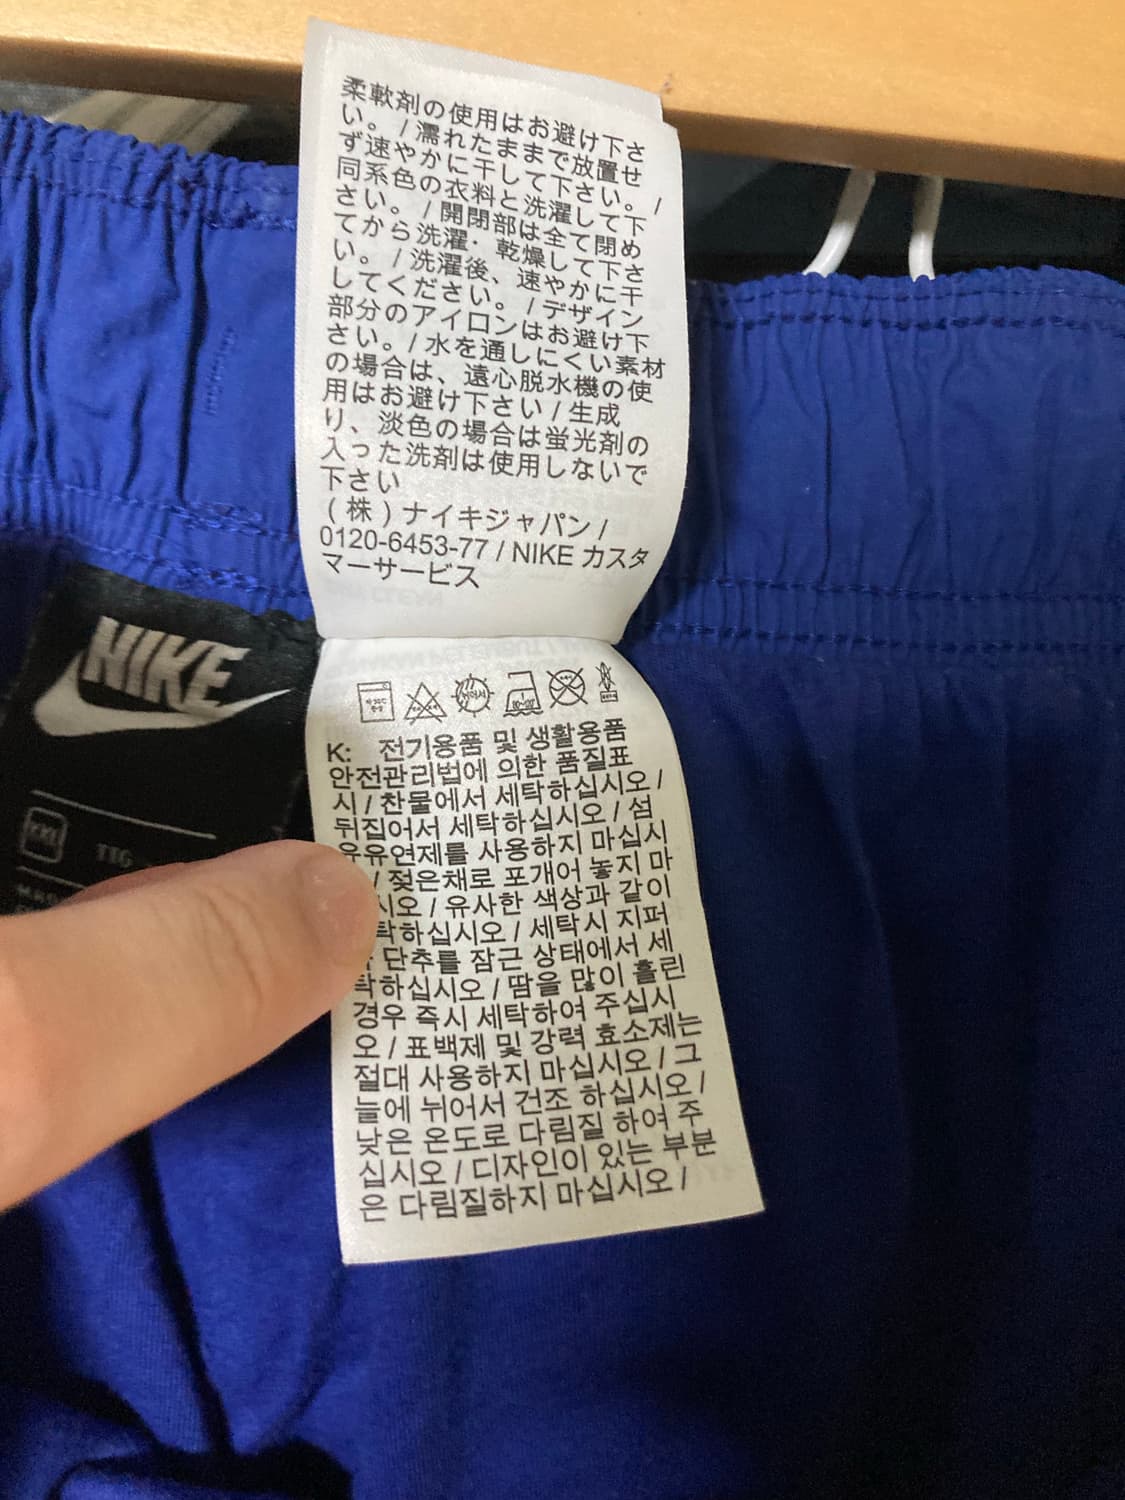 柔軟剤の使用はお避け下さ
い。 / 濡れたままで放置せ
ず速やかに干して下さい。 /
同系色の衣料と洗濯して下
さい。 / 開閉部は全て閉め
てから洗濯・乾燥して下さ
い。 / 洗濯後、速やかに干
してください。 / デザイン
部分のアイロンはお避け下
さい。 / 水を通しにくい素材
の場合は、遠心脱水機の使
用はお避け下さい / 生成
り、淡色の場合は蛍光剤の
入った洗剤は使用しないで
下さい
(株) ナイキジャパン /
0120-6453-77 / NIKE カスタ
マーサービス
NIKE
K: 전기용품 및 생활용품
안전관리법에 의한 품질표
시 / 찬물에서 세탁하십시오 /
뒤집어서 세탁하십시오 / 섬
유유연제를 사용하지 마십시
/ 젖은채로 포개어 놓지 마
시오 / 유사한 색상과 같이
탁하십시오 / 세탁시 지퍼
단추를 잠근 상태에서 세
탁하십시오 / 땀을 많이 흘린
경우 즉시 세탁하여 주십시
오 / 표백제 및 강력 효소제는
절대 사용하지 마십시오 / 그
늘에 뉘어서 건조 하십시오 /
낮은 온도로 다림질 하여 주
십시오 / 디자인이 있는 부분
은 다림질하지 마십시오 /
XXL
TTG